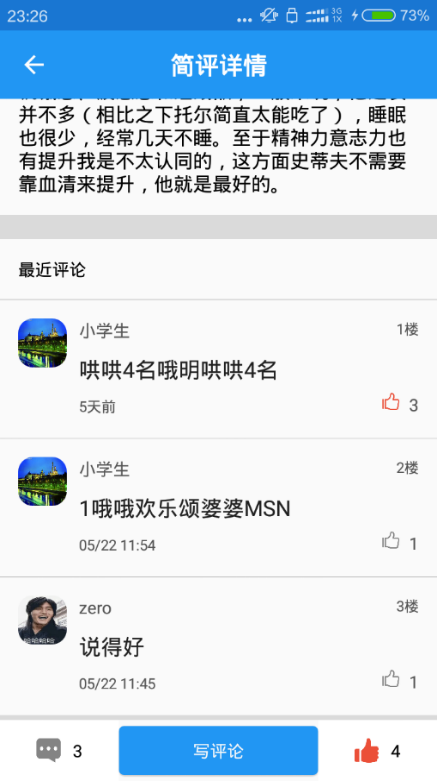 23:26
3G
1X
73%
简评详情
并不多（相比之下托尔简直太能吃了），睡眠
也很少，经常几天不睡。至于精神力意志力也
有提升我是不太认同的，这方面史蒂夫不需要
靠血清来提升，他就是最好的。
最近评论
小学生
1楼
哄哄4名哦明哄哄4名
5天前
3
小学生
2楼
1哦哦欢乐颂婆婆MSN
05/22 11:54
1
zero
3楼
说得好
05/22 11:45
1
3
写评论
4